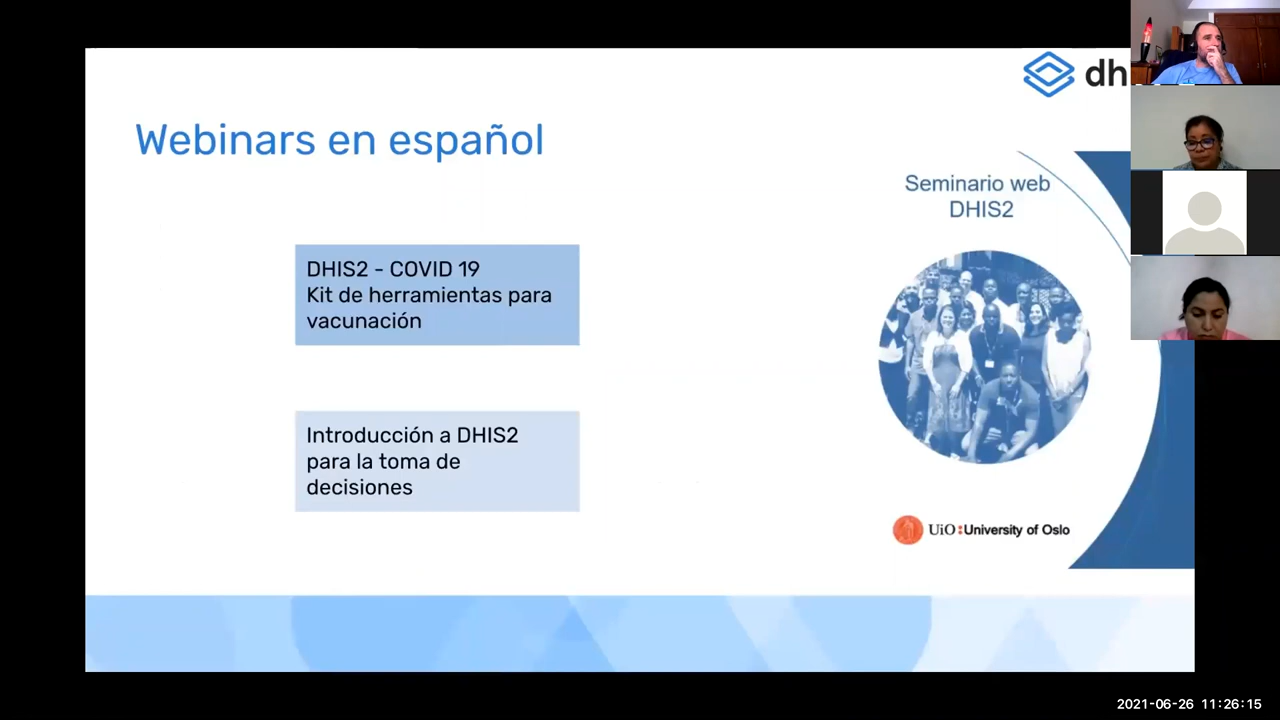 dh
Webinars en español
Seminario web
DHIS2
DHIS2 - COVID 19
Kit de herramientas para
vacunación
Introducción a DHIS2
para la toma de
decisiones
UiO:University of Oslo
2021-06-26 11:26:15